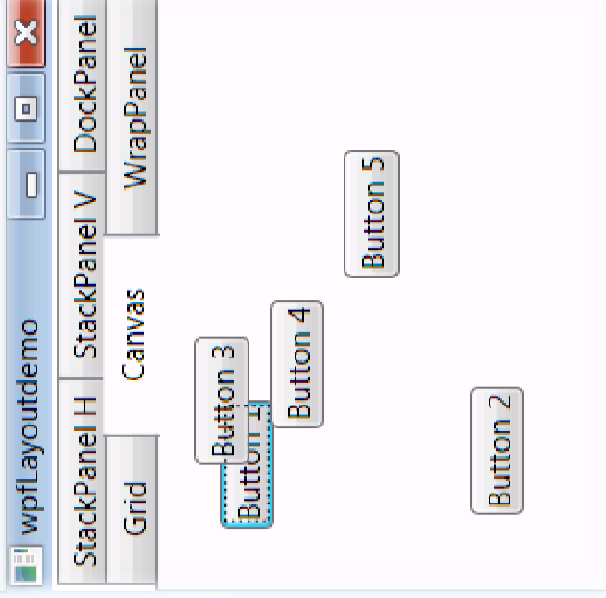 wpfLayoutdemo
StackPanel H StackPanel V DockPanel
Grid Canvas WrapPanel
Button 3
Button 1
Button 4
Button 5
Button 2